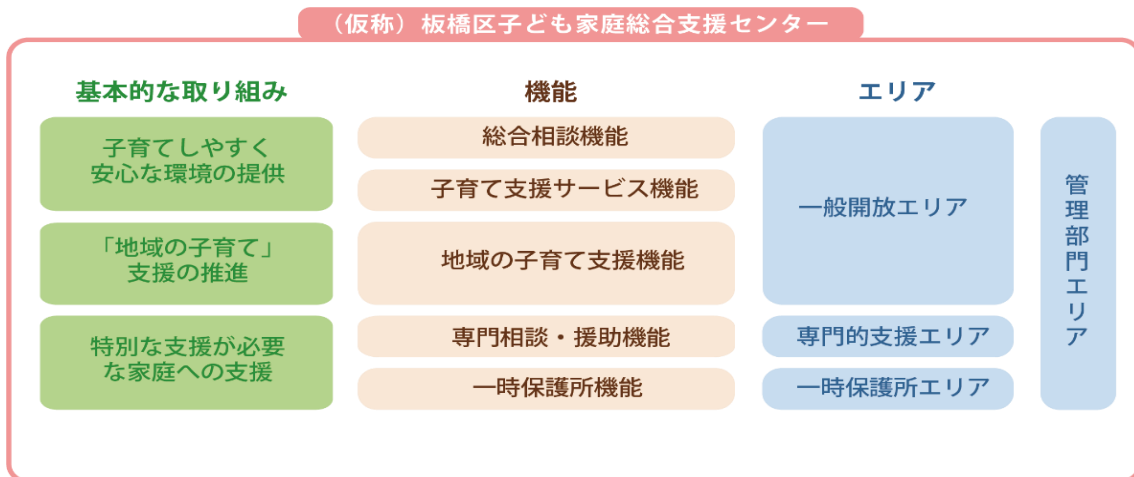 （仮称）板橋区子ども家庭総合支援センター
基本的な取り組み
子育てしやすく
安心な環境の提供
「地域の子育て」
支援の推進
特別な支援が必要
な家庭への支援
機能
総合相談機能
子育て支援サービス機能
地域の子育て支援機能
専門相談・援助機能
一時保護所機能
エリア
一般開放エリア
専門的支援エリア
一時保護所エリア
管理部門エリア